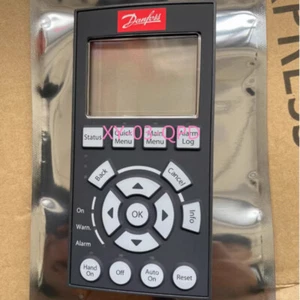 Danfoss
Status
Quick Menu
Main Menu
Alarm Log
Back
Cancel
OK
Info
On
Warn.
Alarm
Hand On
Off
Auto On
Reset